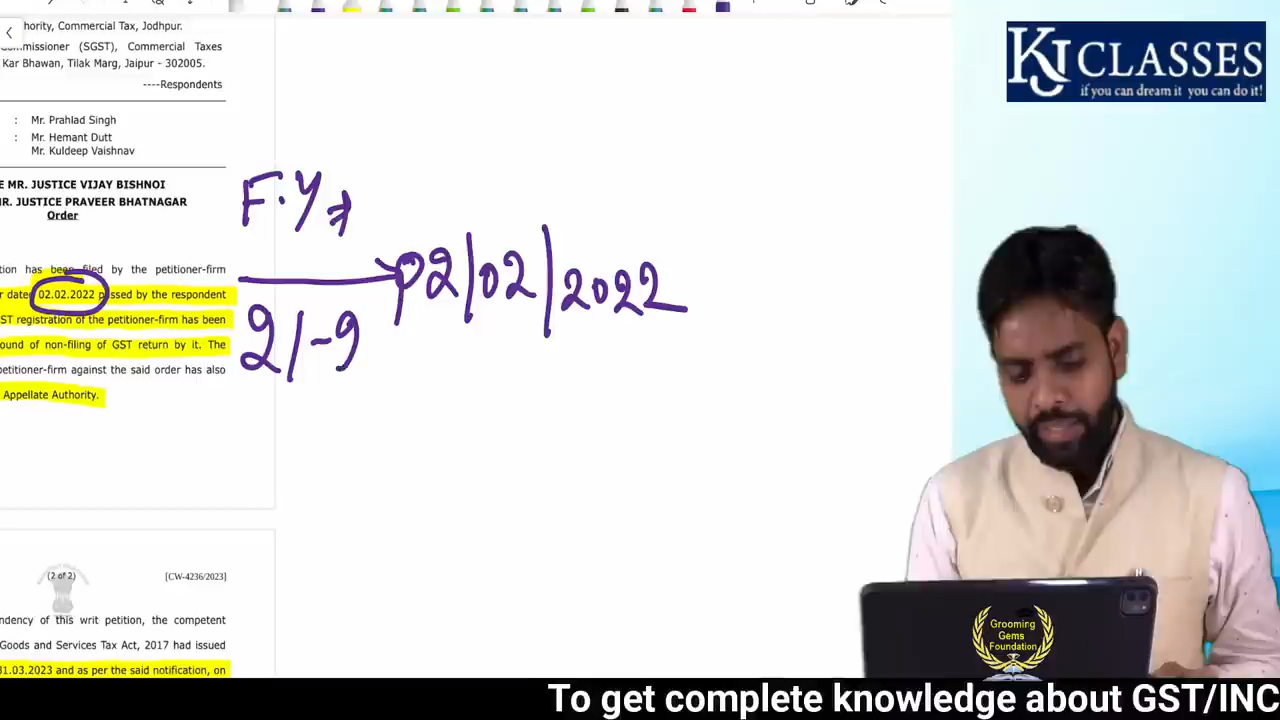 hority, Commercial Tax, Jodhpur.
ommissioner (SGST), Commercial Taxes
Kar Bhawan, Tilak Marg, Jaipur - 302005.
----Respondents
: Mr. Prahlad Singh
: Mr. Hemant Dutt
Mr. Kuldeep Vaishnav
E MR. JUSTICE VIJAY BISHNOI
MR. JUSTICE PRAVEER BHATNAGAR
Order
tion has been filed by the petitioner-firm
r dated 02.02.2022 passed by the respondent
ST registration of the petitioner-firm has been
ound of non-filing of GST return by it. The
petitioner-firm against the said order has also
Appellate Authority.
F.Y
02/02/2022
(2 of 2) [CW-4236/2023]
ndency of this writ petition, the competent
Goods and Services Tax Act, 2017 had issued
31.03.2023 and as per the said notification, on
KJ CLASSES
if you can dream it you can do it!
Grooming
Gems
Foundation
To get complete knowledge about GST/INC